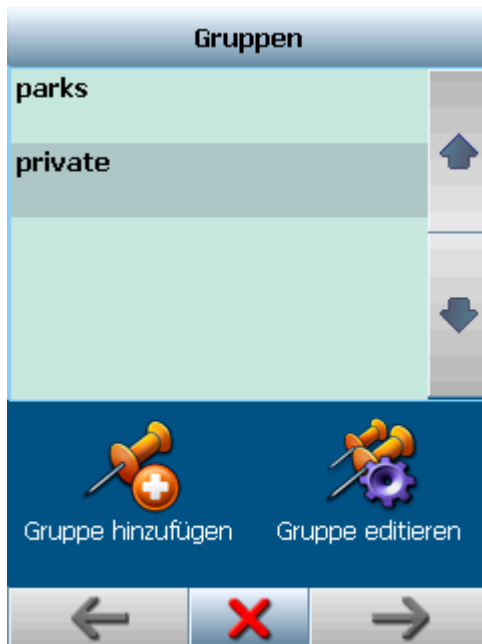 Gruppen
parks
private
Gruppe hinzufügen
Gruppe editieren